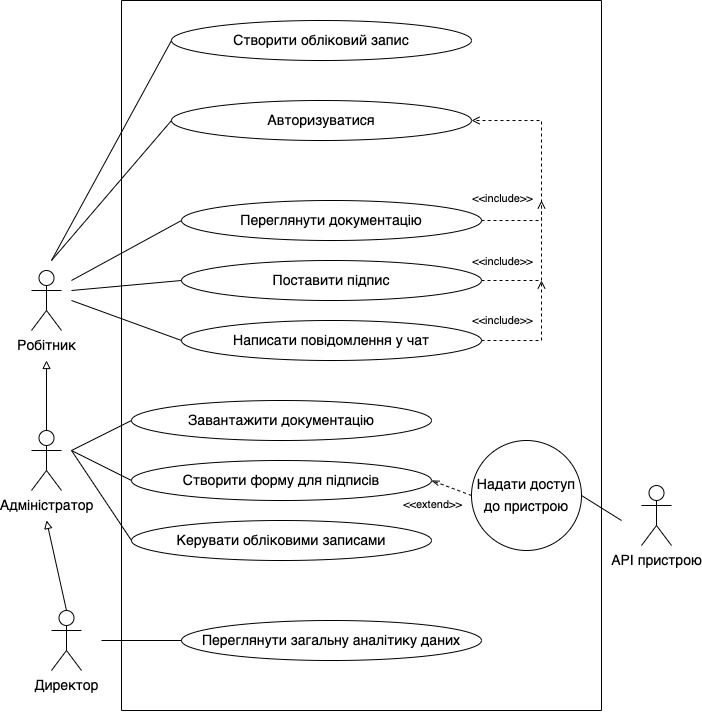 Створити обліковий запис
Авторизуватися
<<include>>
Переглянути документацію
<<include>>
Поставити підпис
<<include>>
Написати повідомлення у чат
Робітник
Завантажити документацію
Створити форму для підписів
Надати доступ
до пристрою
<<extend>>
Адміністратор
Керувати обліковими записами
API пристрою
Переглянути загальну аналітику даних
Директор